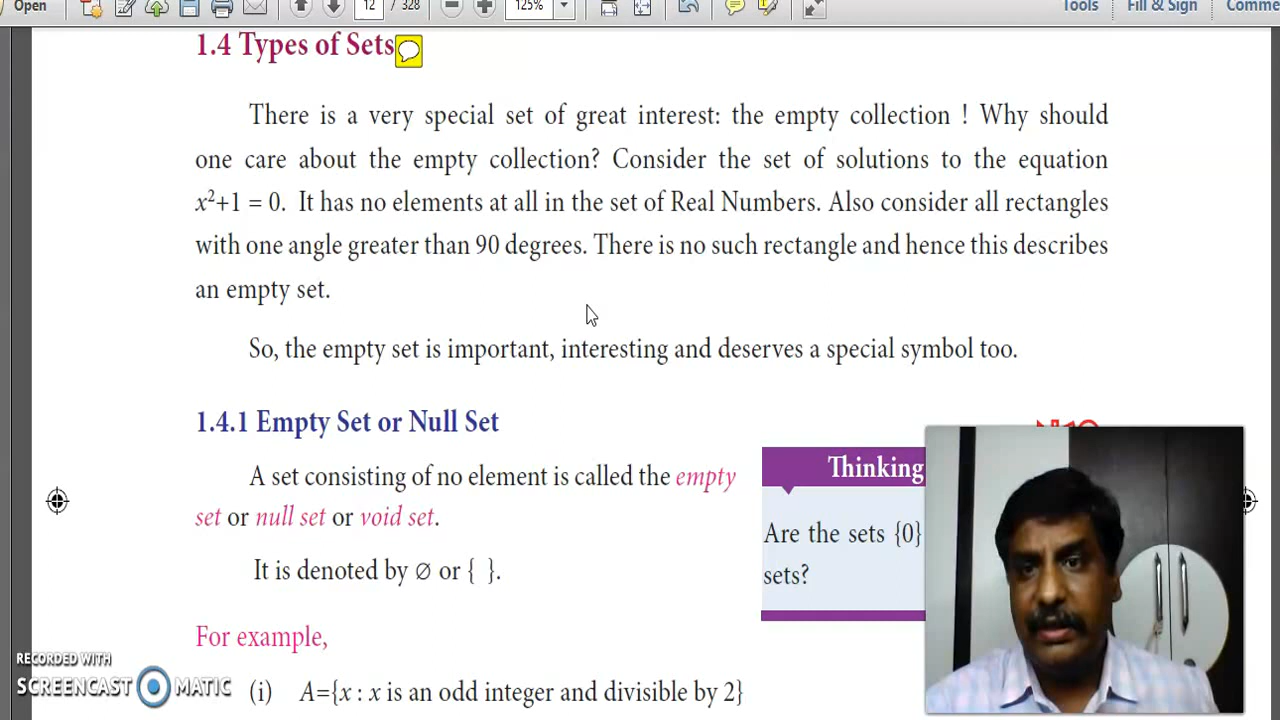 Open
12 / 328
125%
Tools
Fill & Sign
1.4 Types of Sets
There is a very special set of great interest: the empty collection ! Why should
one care about the empty collection? Consider the set of solutions to the equation
x²+1 = 0. It has no elements at all in the set of Real Numbers. Also consider all rectangles
with one angle greater than 90 degrees. There is no such rectangle and hence this describes
an empty set.
So, the empty set is important, interesting and deserves a special symbol too.
1.4.1 Empty Set or Null Set
A set consisting of no element is called the empty
set or null set or void set.
It is denoted by ∅ or { }.
Thinking
Are the sets {0}
sets?
For example,
(i) A={x : x is an odd integer and divisible by 2}
RECORDED WITH
SCREENCAST MATIC